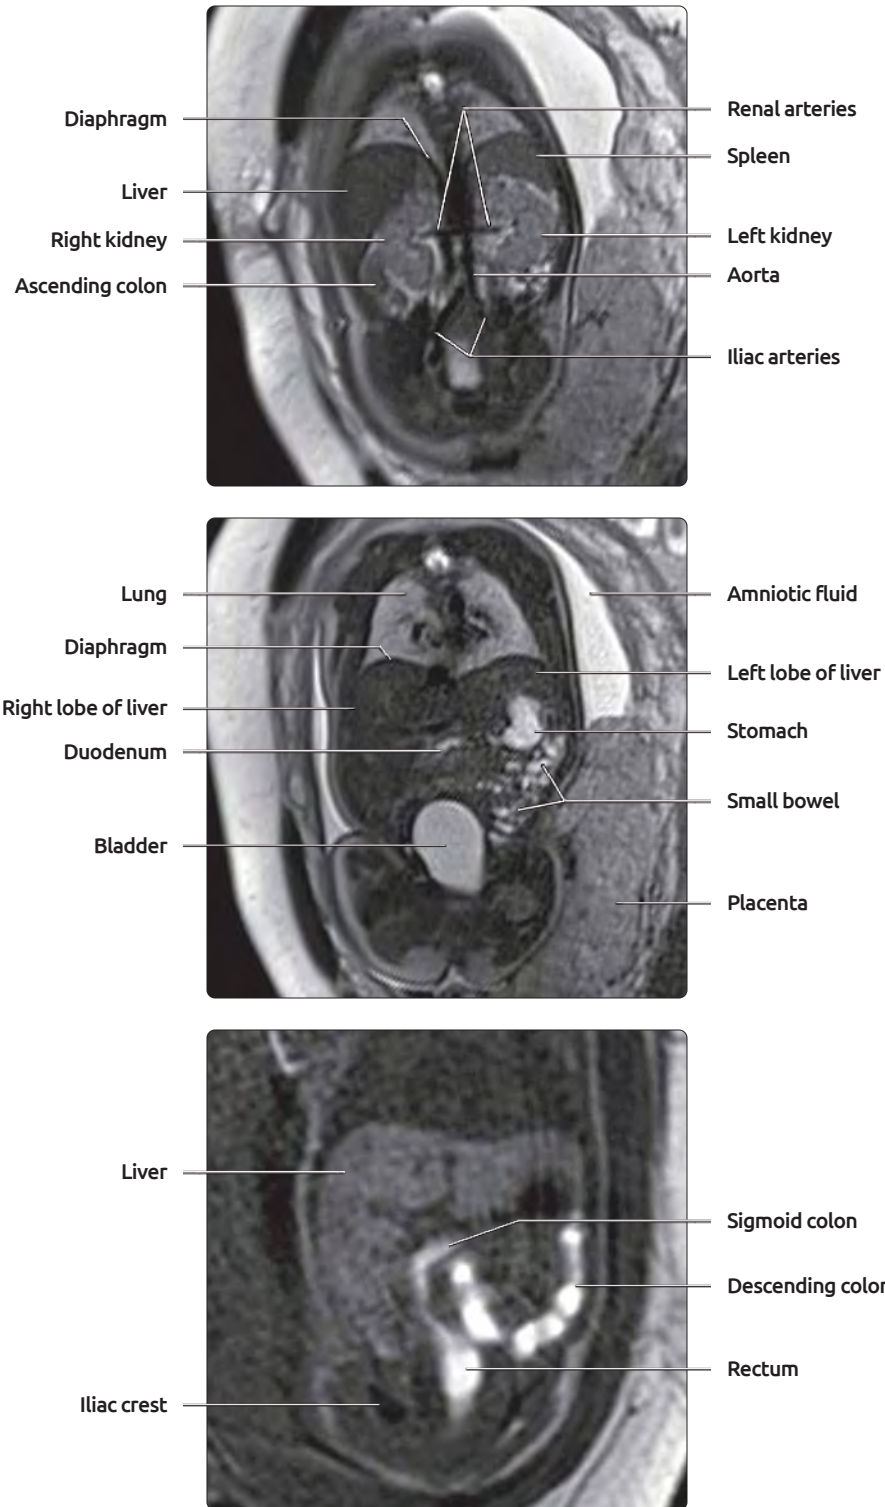 Diaphragm
Liver
Right kidney
Ascending colon
Renal arteries
Spleen
Left kidney
Aorta
Iliac arteries
Lung
Diaphragm
Right lobe of liver
Duodenum
Bladder
Amniotic fluid
Left lobe of liver
Stomach
Small bowel
Placenta
Liver
Iliac crest
Sigmoid colon
Descending colon
Rectum